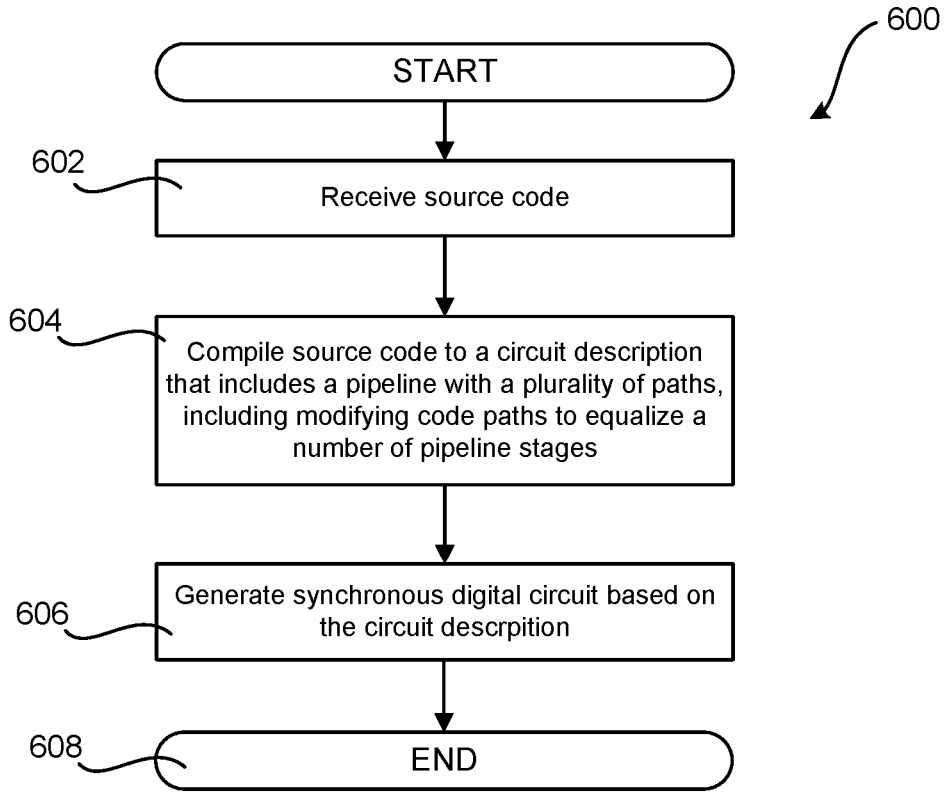 600
START
602
Receive source code
604
Compile source code to a circuit description
that includes a pipeline with a plurality of paths,
including modifying code paths to equalize a
number of pipeline stages
606
Generate synchronous digital circuit based on
the circuit descrpition
608
END